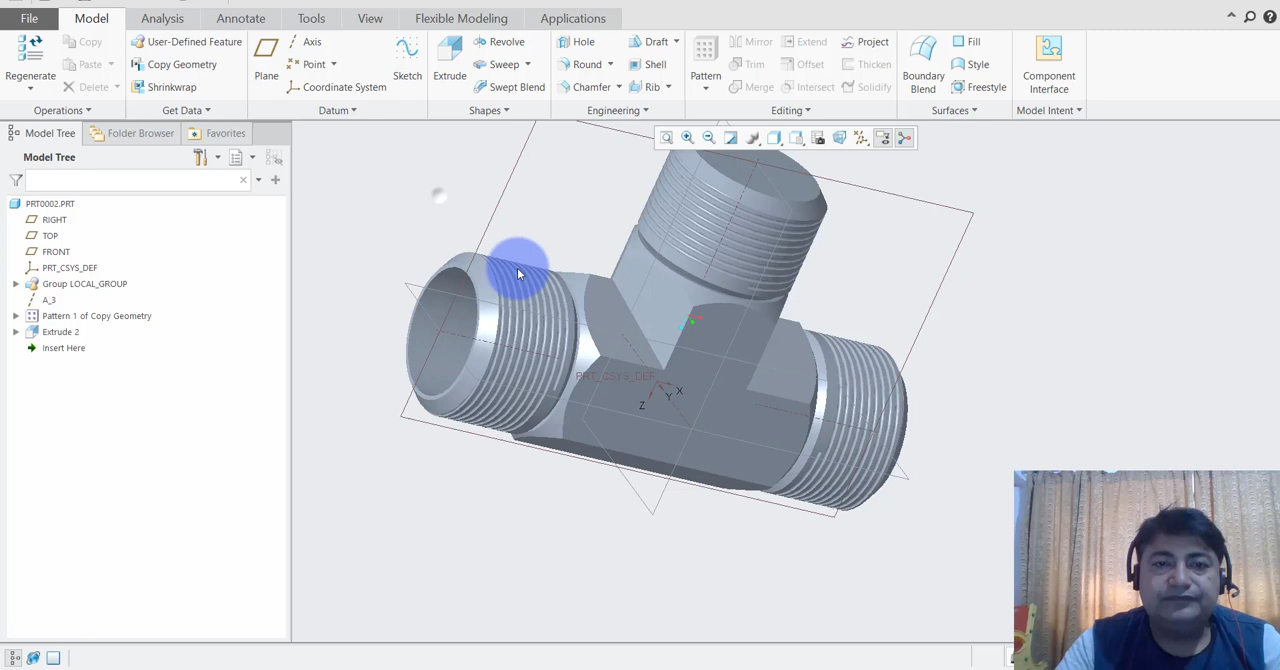 File Model Analysis Annotate Tools View Flexible Modeling Applications
Regenerate Copy Paste Delete
User-Defined Feature Copy Geometry Shrinkwrap
Plane Axis Point Coordinate System Sketch
Extrude Revolve Sweep Swept Blend
Hole Round Chamfer Draft Shell Rib
Pattern Mirror Trim Merge Extend Offset Intersect Project Thicken Solidify
Boundary Blend Fill Style Freestyle
Component Interface
Operations Get Data Datum Shapes Engineering Editing Surfaces Model Intent
Model Tree Folder Browser Favorites
Model Tree
PRT0002.PRT
RIGHT
TOP
FRONT
PRT_CSYS_DEF
Group LOCAL_GROUP
A_3
Pattern 1 of Copy Geometry
Extrude 2
Insert Here
PRT_CSYS_DEF
X
Y
Z